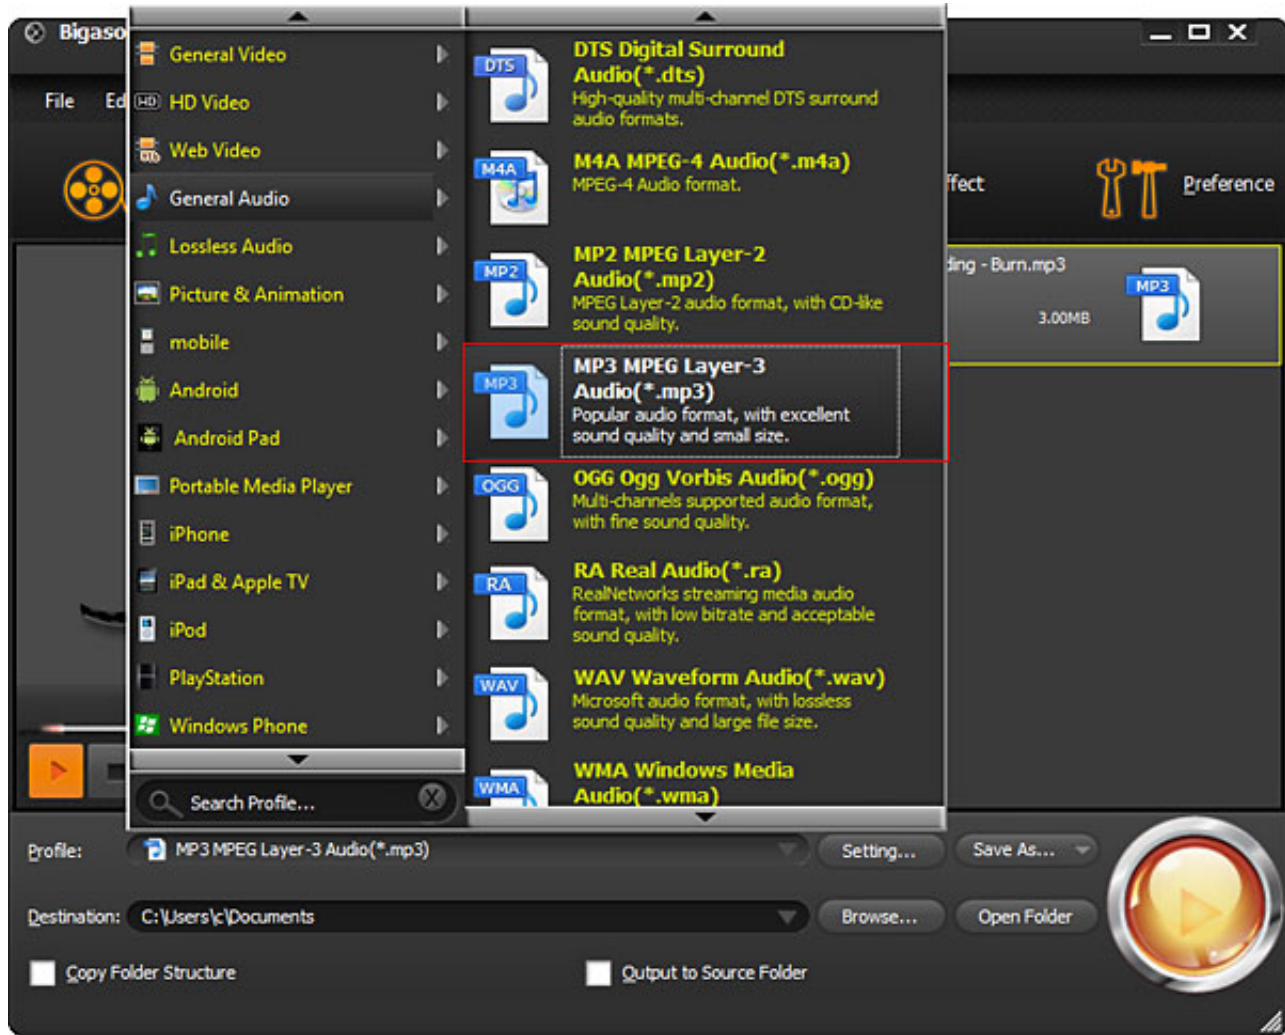 Bigaso
File Ed
General Video
HD HD Video
Web Video
General Audio
Lossless Audio
Picture & Animation
mobile
Android
Android Pad
Portable Media Player
iPhone
iPad & Apple TV
iPod
PlayStation
Windows Phone
Search Profile...
DTS
DTS Digital Surround
Audio(*.dts)
High-quality multi-channel DTS surround
audio formats.
M4A
M4A MPEG-4 Audio(*.m4a)
MPEG-4 Audio format.
MP2
MP2 MPEG Layer-2
Audio(*.mp2)
MPEG Layer-2 audio format, with CD-like
sound quality.
MP3
MP3 MPEG Layer-3
Audio(*.mp3)
Popular audio format, with excellent
sound quality and small size.
OGG
OGG Ogg Vorbis Audio(*.ogg)
Multi-channels supported audio format,
with fine sound quality.
RA
RA Real Audio(*.ra)
RealNetworks streaming media audio
format, with low bitrate and acceptable
sound quality.
WAV
WAV Waveform Audio(*.wav)
Microsoft audio format, with lossless
sound quality and large file size.
WMA
WMA Windows Media
Audio(*.wma)
ffect
Preference
ding - Burn.mp3
3.00MB
MP3
Profile: MP3 MPEG Layer-3 Audio(*.mp3) Setting... Save As...
Destination: C:\Users\c\Documents Browse... Open Folder
Copy Folder Structure Output to Source Folder